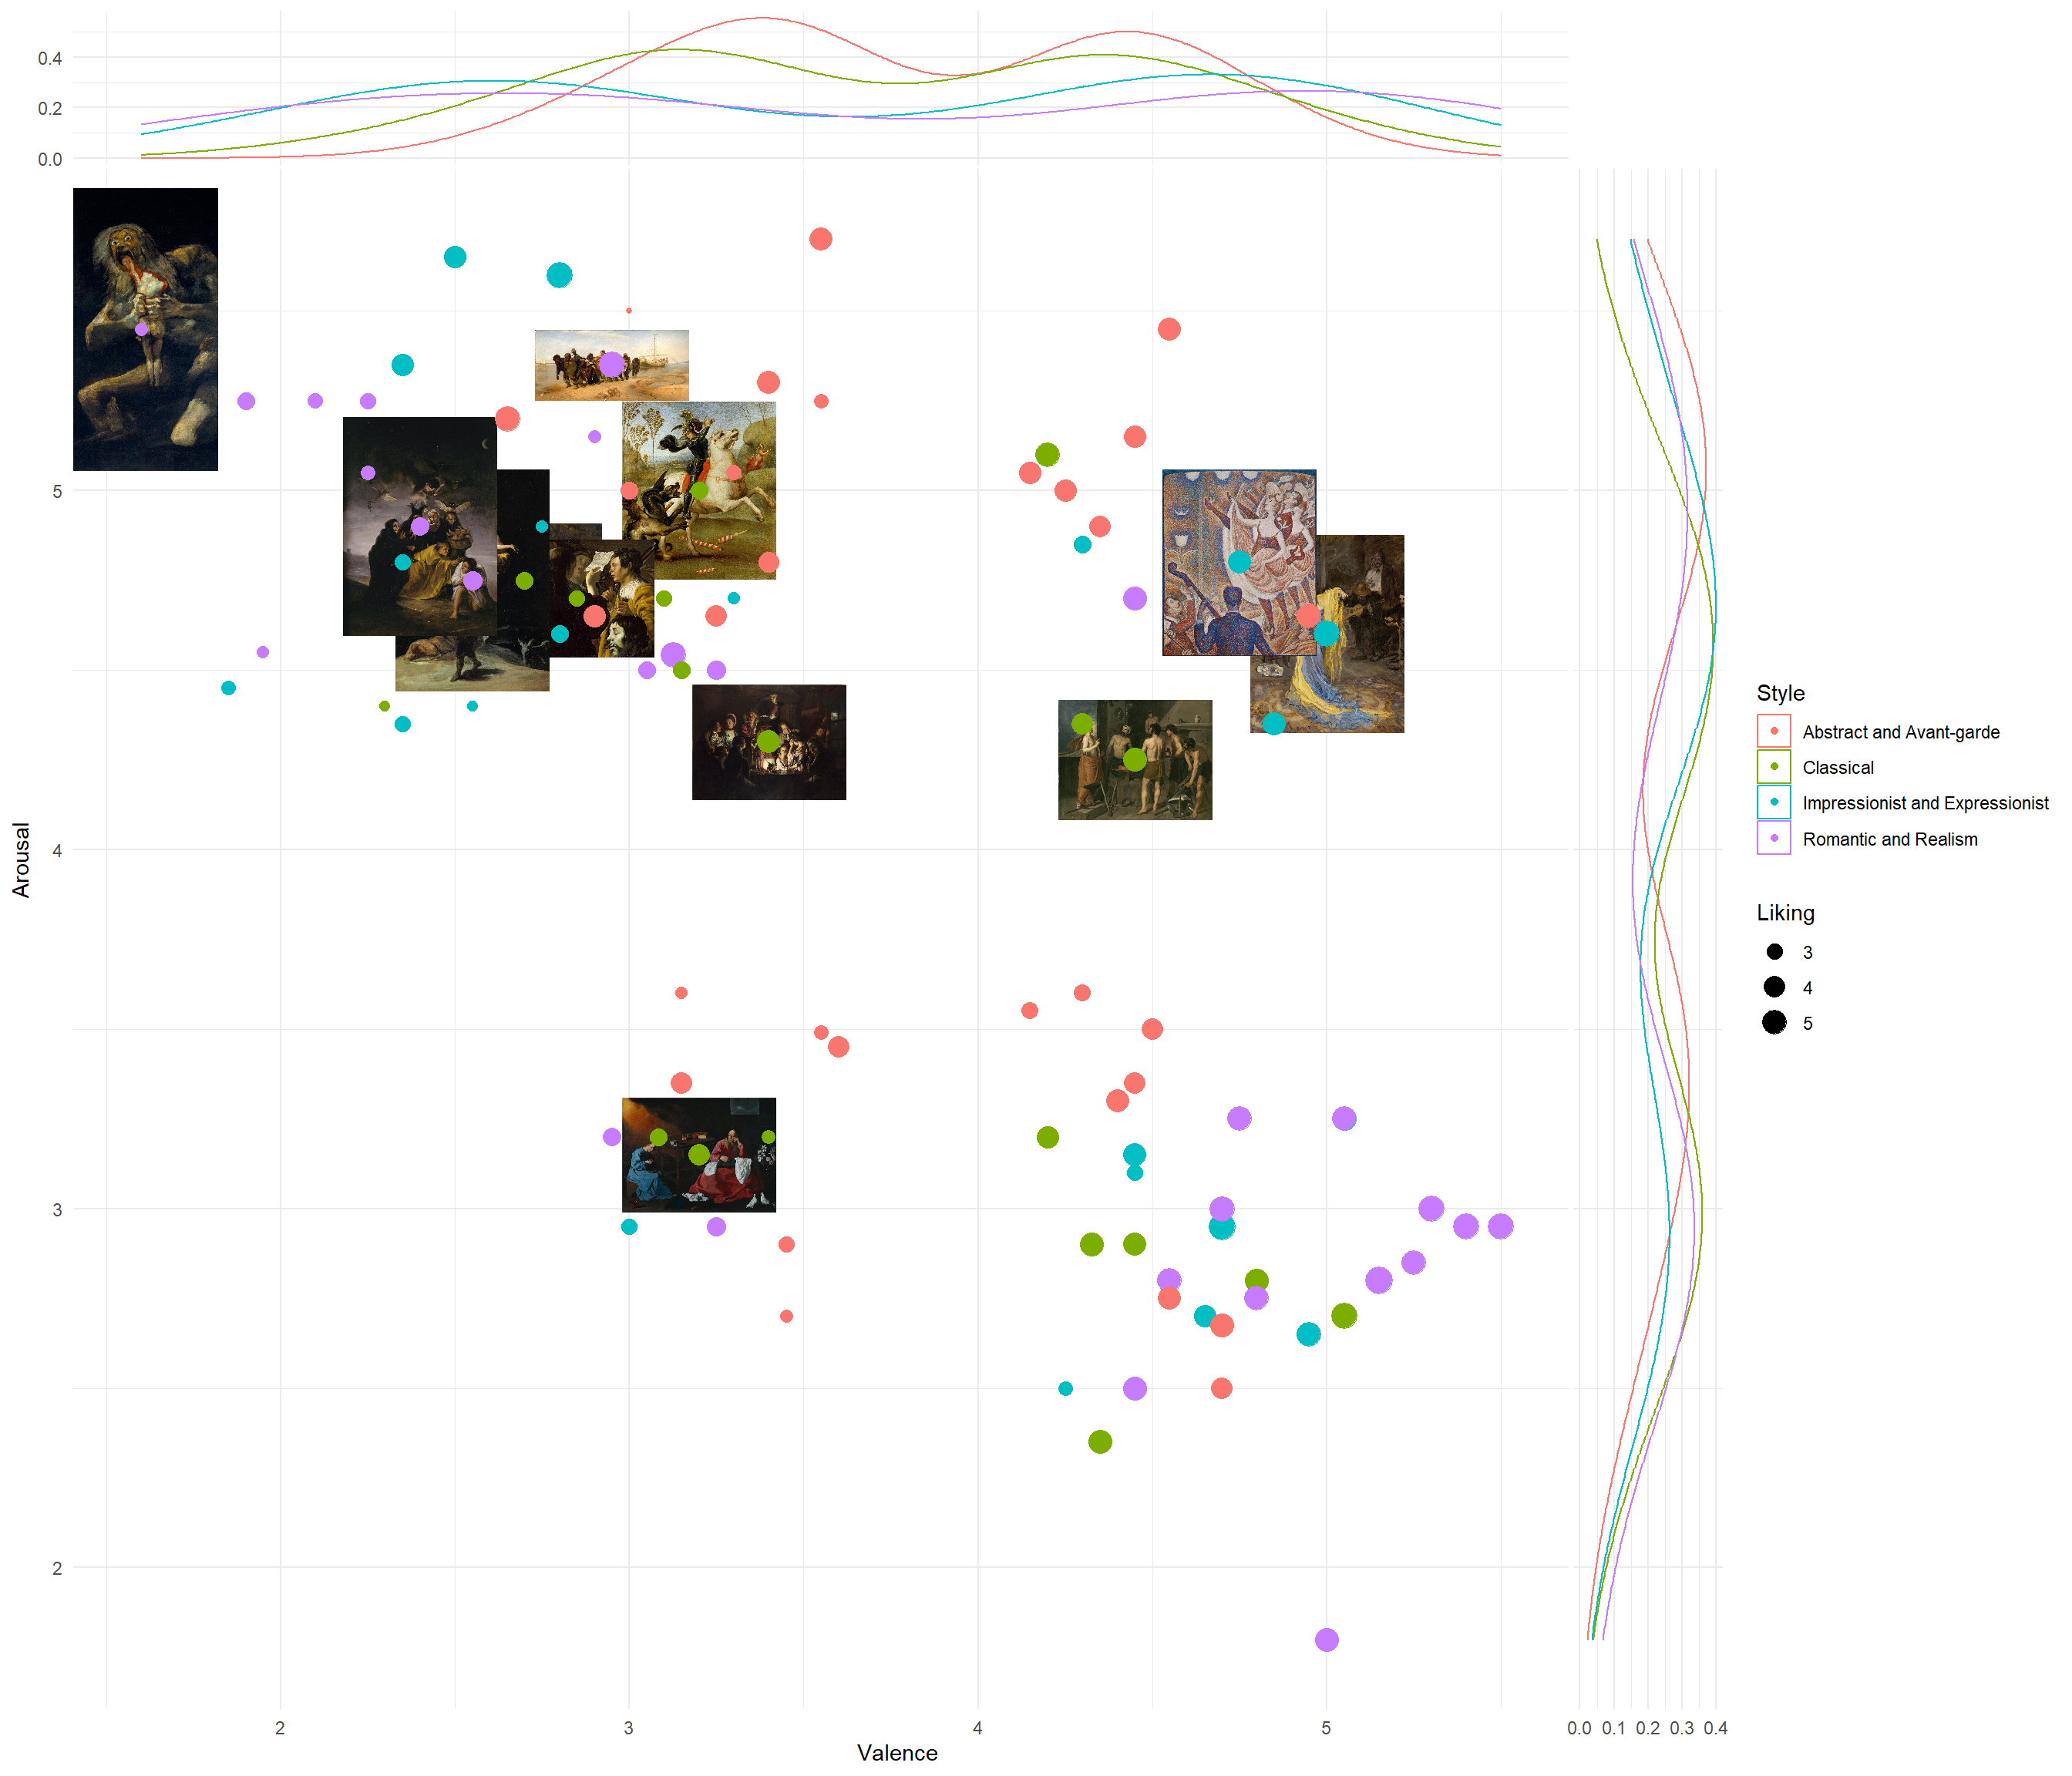 0.4
0.2
0.0
5
4
3
2
Arousal
2
3
4
5
Valence
0.0 0.1 0.2 0.3 0.4
Style
Abstract and Avant-garde
Classical
Impressionist and Expressionist
Romantic and Realism
Liking
3
4
5